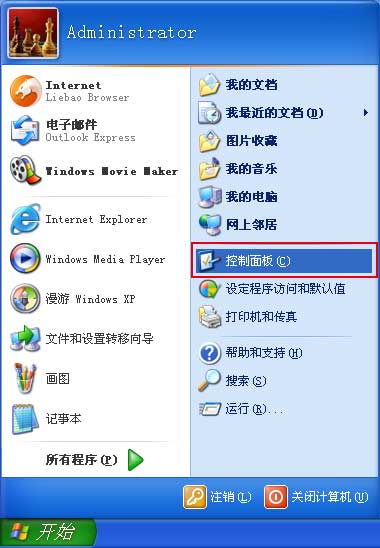 Administrator
Internet
Liebao Browser
电子邮件
Outlook Express
Windows Movie Maker
Internet Explorer
Windows Media Player
漫游 Windows XP
文件和设置转移向导
画图
记事本
所有程序(P)
我的文档
我最近的文档(D)
图片收藏
我的音乐
我的电脑
网上邻居
控制面板(C)
设定程序访问和默认值
打印机和传真
帮助和支持(H)
搜索(S)
运行(R)...
注销(L)
关闭计算机(U)
开始